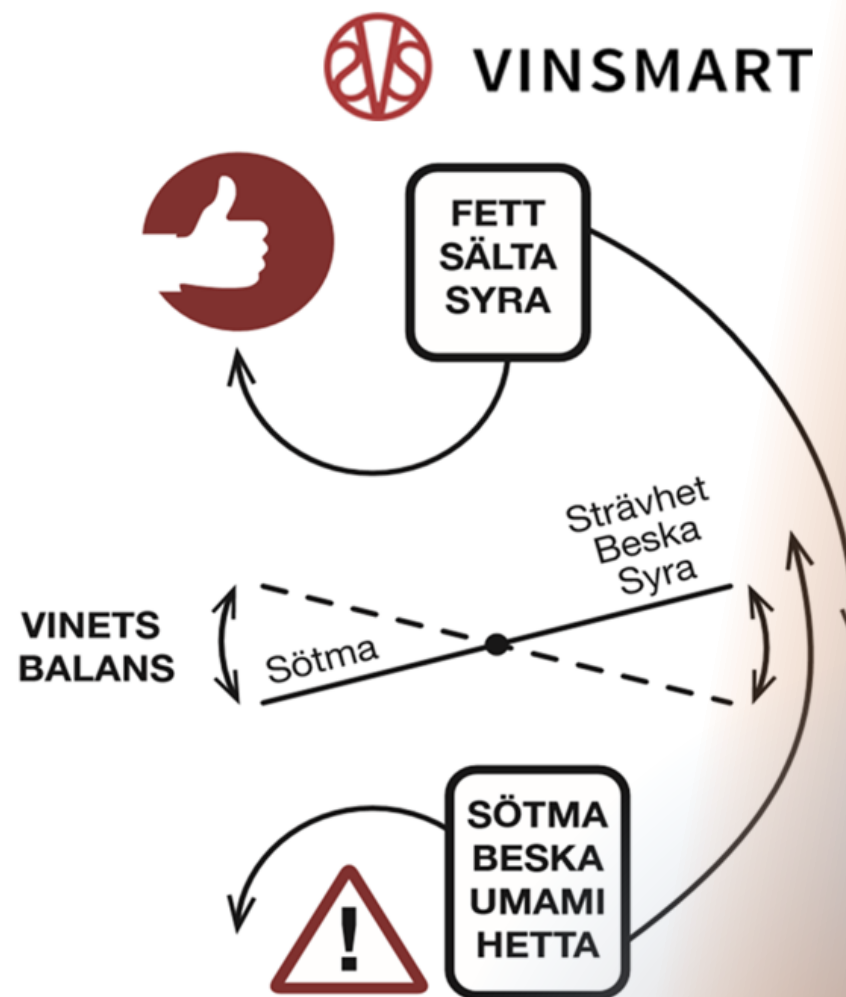 VINSMART
FETT
SÄLTA
SYRA
Strävhet
Beska
Syra
VINETS
BALANS
Sötma
SÖTMA
BESKA
UMAMI
HETTA
!